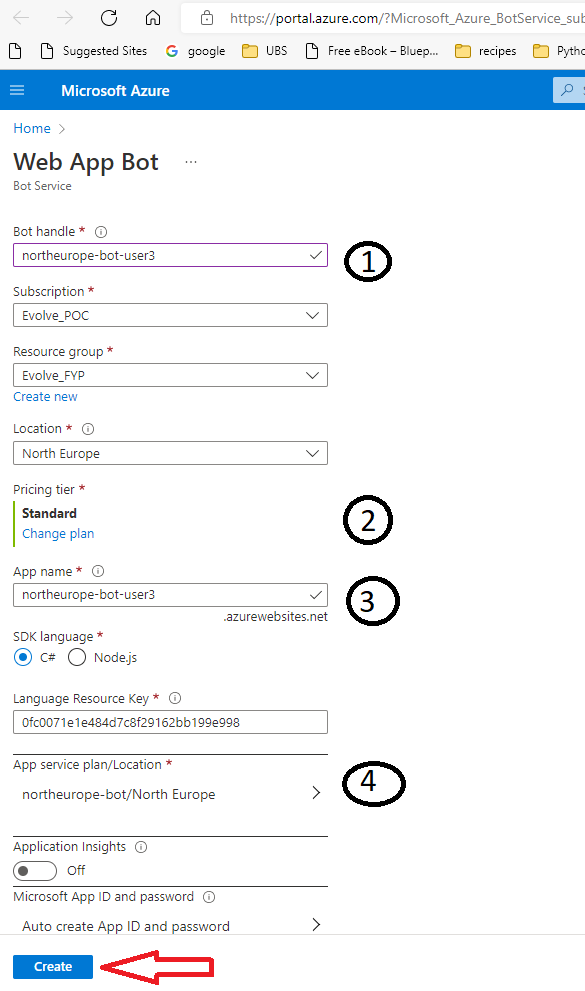 https://portal.azure.com/?Microsoft_Azure_BotService_sub
Suggested Sites google UBS Free eBook – Bluep... recipes Pytho
Microsoft Azure
Home >
Web App Bot ...
Bot Service
Bot handle *
northeurope-bot-user3
1
Subscription *
Evolve_POC
Resource group *
Evolve_FYP
Create new
Location *
North Europe
Pricing tier *
Standard
2
Change plan
App name *
northeurope-bot-user3
3
.azurewebsites.net
SDK language *
C# Node.js
Language Resource Key *
0fc0071e1e484d7c8f29162bb199e998
App service plan/Location *
4
northeurope-bot/North Europe
Application Insights
Off
Microsoft App ID and password
Auto create App ID and password
Create